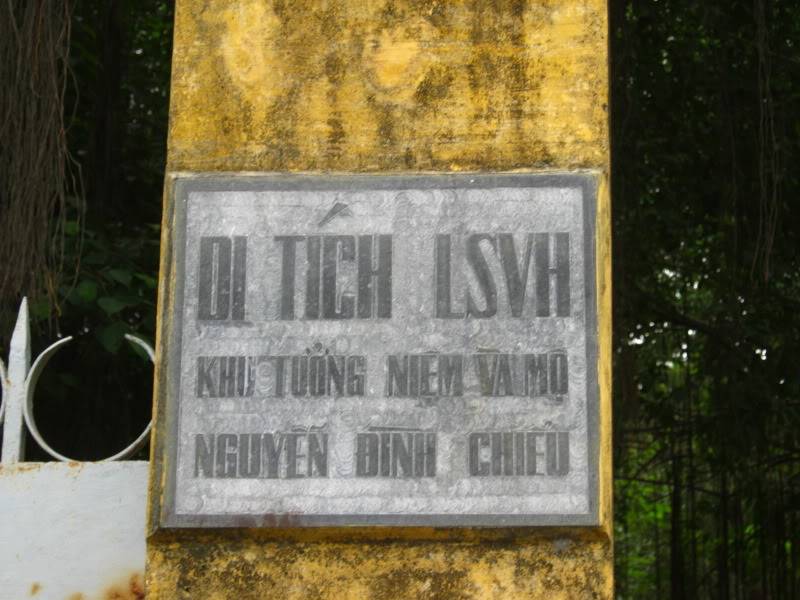 DI TÍCH LSVH
KHU TƯỞNG NIỆM VÀ MỘ
NGUYỄN ĐÌNH CHIỂU